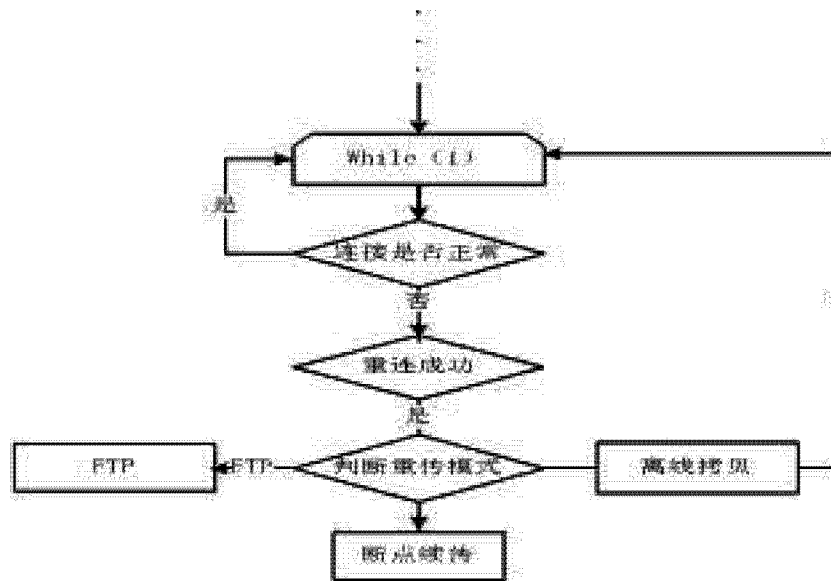 While (1)
是
连接是否正常
否
重连成功
是
FTP
FTP
判断重传模式
离线拷贝
断点续传